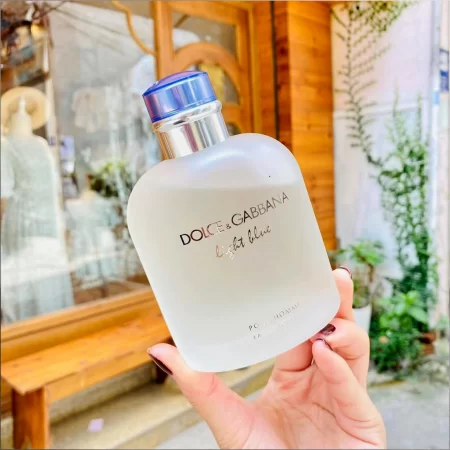 DOLCE & GABBANA
light blue
POUR HOMME